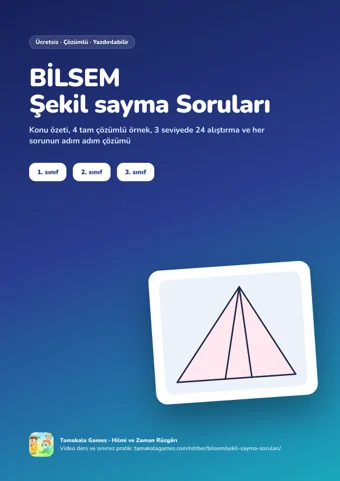 Ücretsiz · Çözümlü · Yazdırılabilir
BİLSEM
Şekil sayma Soruları
Konu özeti, 4 tam çözümlü örnek, 3 seviyede 24 alıştırma ve her
sorunun adım adım çözümü
1. sınıf
2. sınıf
3. sınıf
Tamakala Games · Hilmi ve Zaman Rüzgârı
Video ders ve sınırsız pratik: tamakalagames.com/rehber/bilsem/sekil-sayma-sorulari/